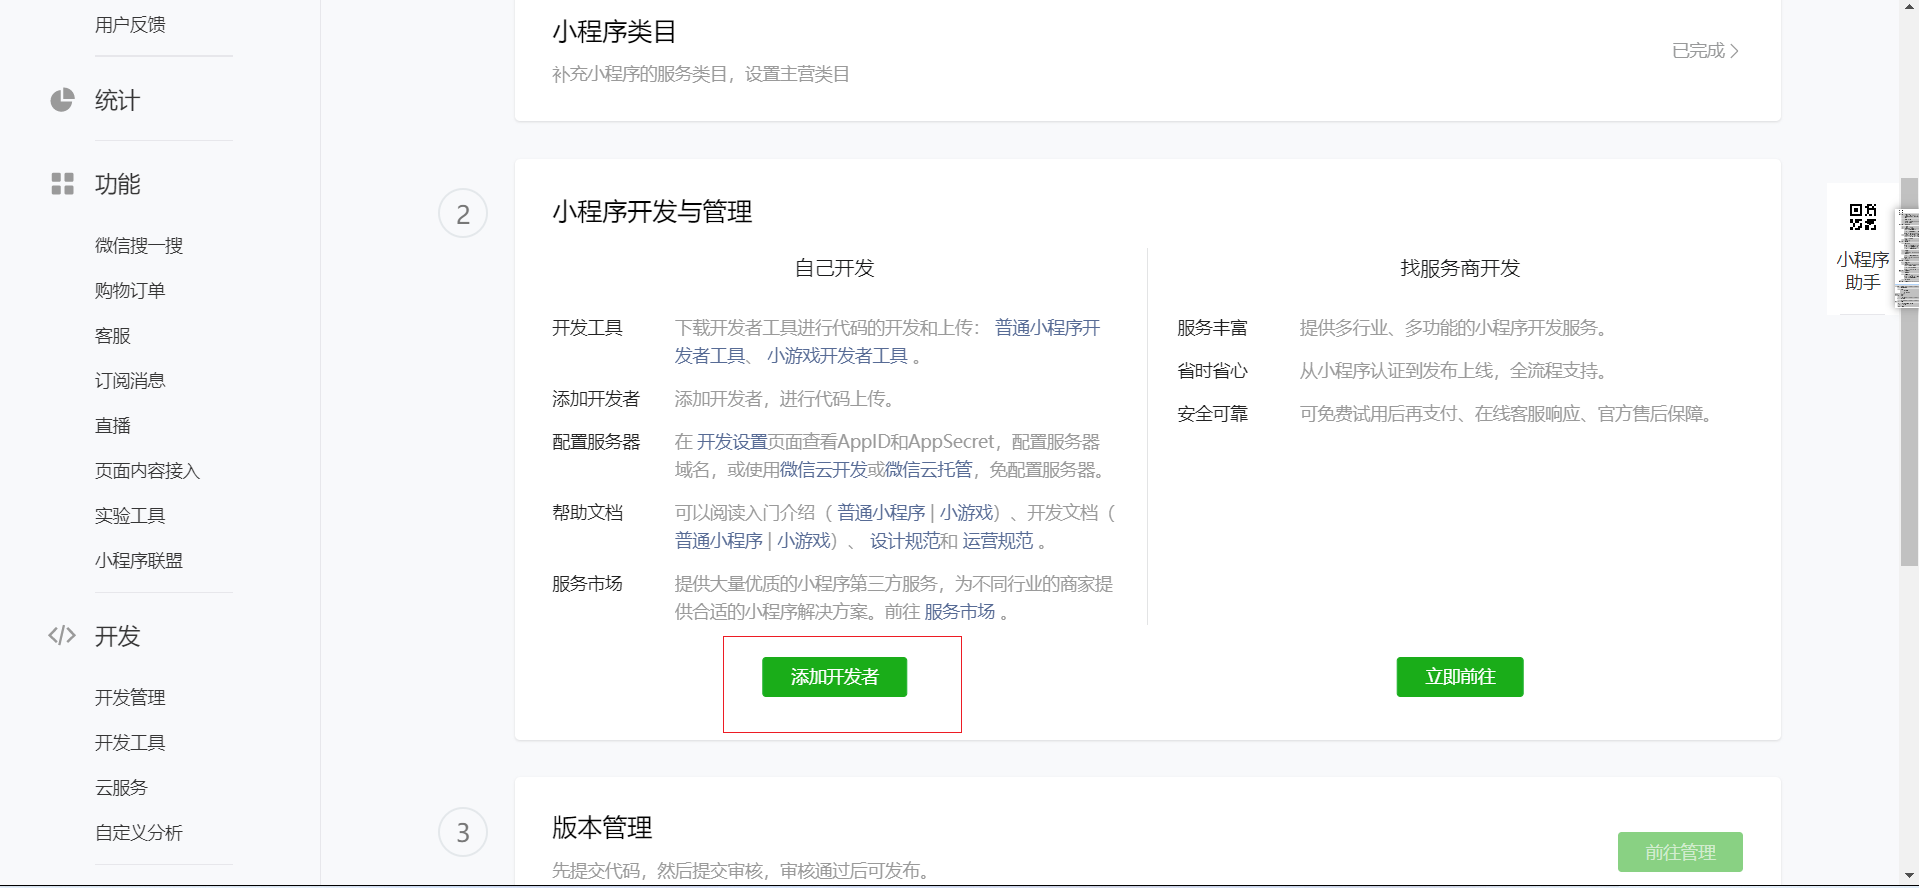 用户反馈
统计
功能
微信搜一搜
购物订单
客服
订阅消息
直播
页面内容接入
实验工具
小程序联盟
开发
开发管理
开发工具
云服务
自定义分析
小程序类目
补充小程序的服务类目，设置主营类目
已完成
2
小程序开发与管理
自己开发
开发工具
下载开发者工具进行代码的开发和上传： 普通小程序开
发者工具、 小游戏开发者工具 。
添加开发者
添加开发者，进行代码上传。
配置服务器
在 开发设置页面查看AppID和AppSecret，配置服务器
域名，或使用微信云开发或微信云托管，免配置服务器。
帮助文档
可以阅读入门介绍（ 普通小程序 | 小游戏）、开发文档（
普通小程序 | 小游戏）、 设计规范和 运营规范 。
服务市场
提供大量优质的小程序第三方服务，为不同行业的商家提
供合适的小程序解决方案。前往 服务市场 。
添加开发者
找服务商开发
服务丰富
提供多行业、多功能的小程序开发服务。
省时省心
从小程序认证到发布上线，全流程支持。
安全可靠
可免费试用后再支付、在线客服响应、官方售后保障。
立即前往
3
版本管理
先提交代码，然后提交审核，审核通过后可发布。
前往管理
小程序
助手